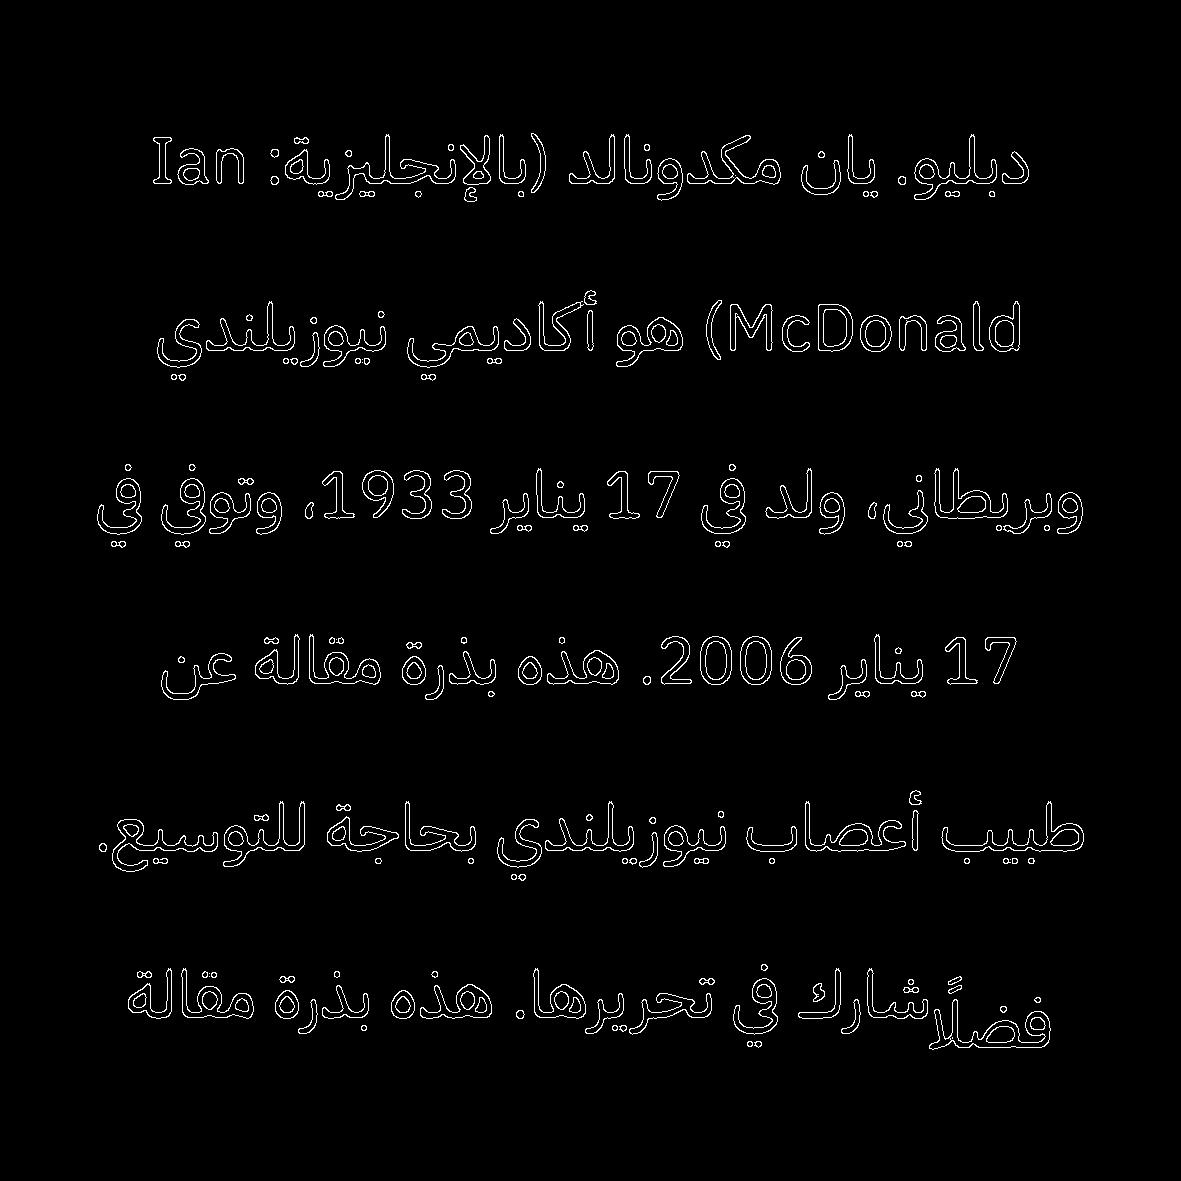 دبليو. يان مكدونالد (بالإنجليزية: Ian
McDonald) هو أكاديمي نيوزيلندي
وبريطاني، ولد في 17 يناير 1933، وتوفي في
17 يناير 2006. هذه بذرة مقالة عن
طبيب أعصاب نيوزيلندي بحاجة للتوسيع.
فضلًا شارك في تحريرها. هذه بذرة مقالة